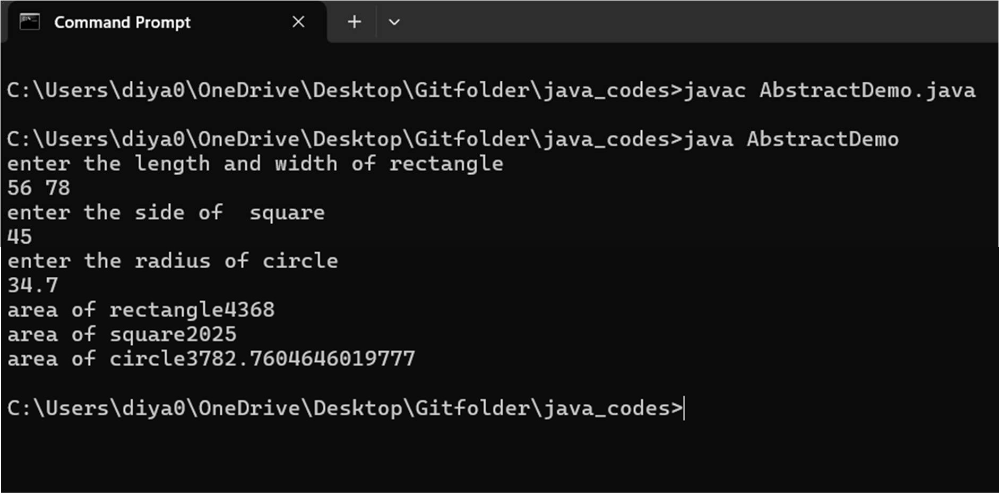 Command Prompt
C:\Users\diya0\OneDrive\Desktop\Gitfolder\java_codes>javac AbstractDemo.java
C:\Users\diya0\OneDrive\Desktop\Gitfolder\java_codes>java AbstractDemo
enter the length and width of rectangle
56 78
enter the side of  square
45
enter the radius of circle
34.7
area of rectangle4368
area of square2025
area of circle3782.7604646019777
C:\Users\diya0\OneDrive\Desktop\Gitfolder\java_codes>